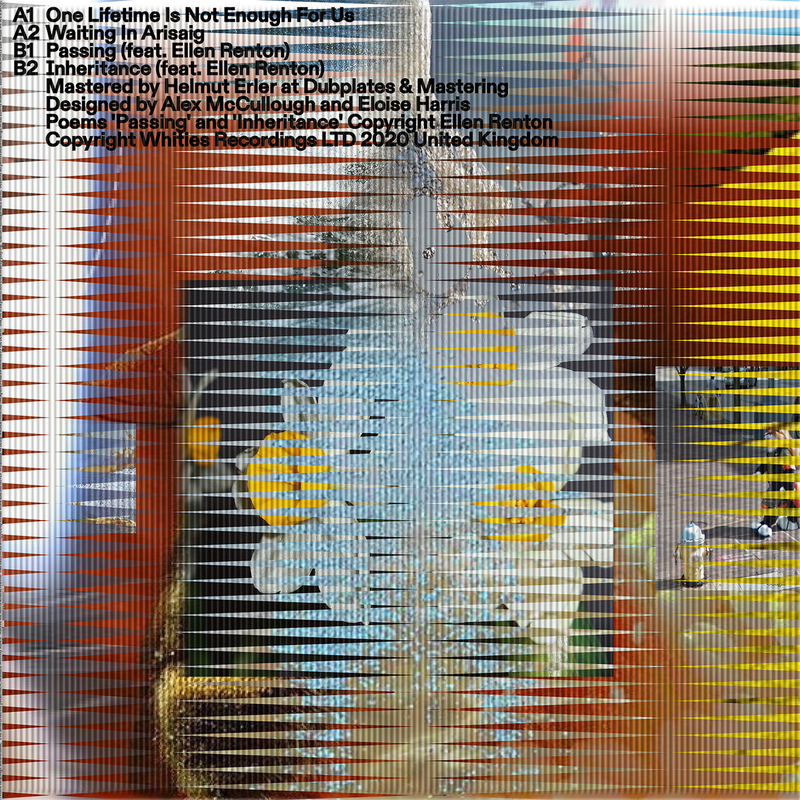 A1 One Lifetime Is Not Enough For Us
A2 Waiting In Arisaig
B1 Passing (feat. Ellen Renton)
B2 Inheritance (feat. Ellen Renton)
Mastered by Helmut Erler at Dubplates & Mastering
Designed by Alex McCullough and Eloise Harris
Poems 'Passing' and 'Inheritance' Copyright Ellen Renton
Copyright Whities Recordings LTD 2020 United Kingdom